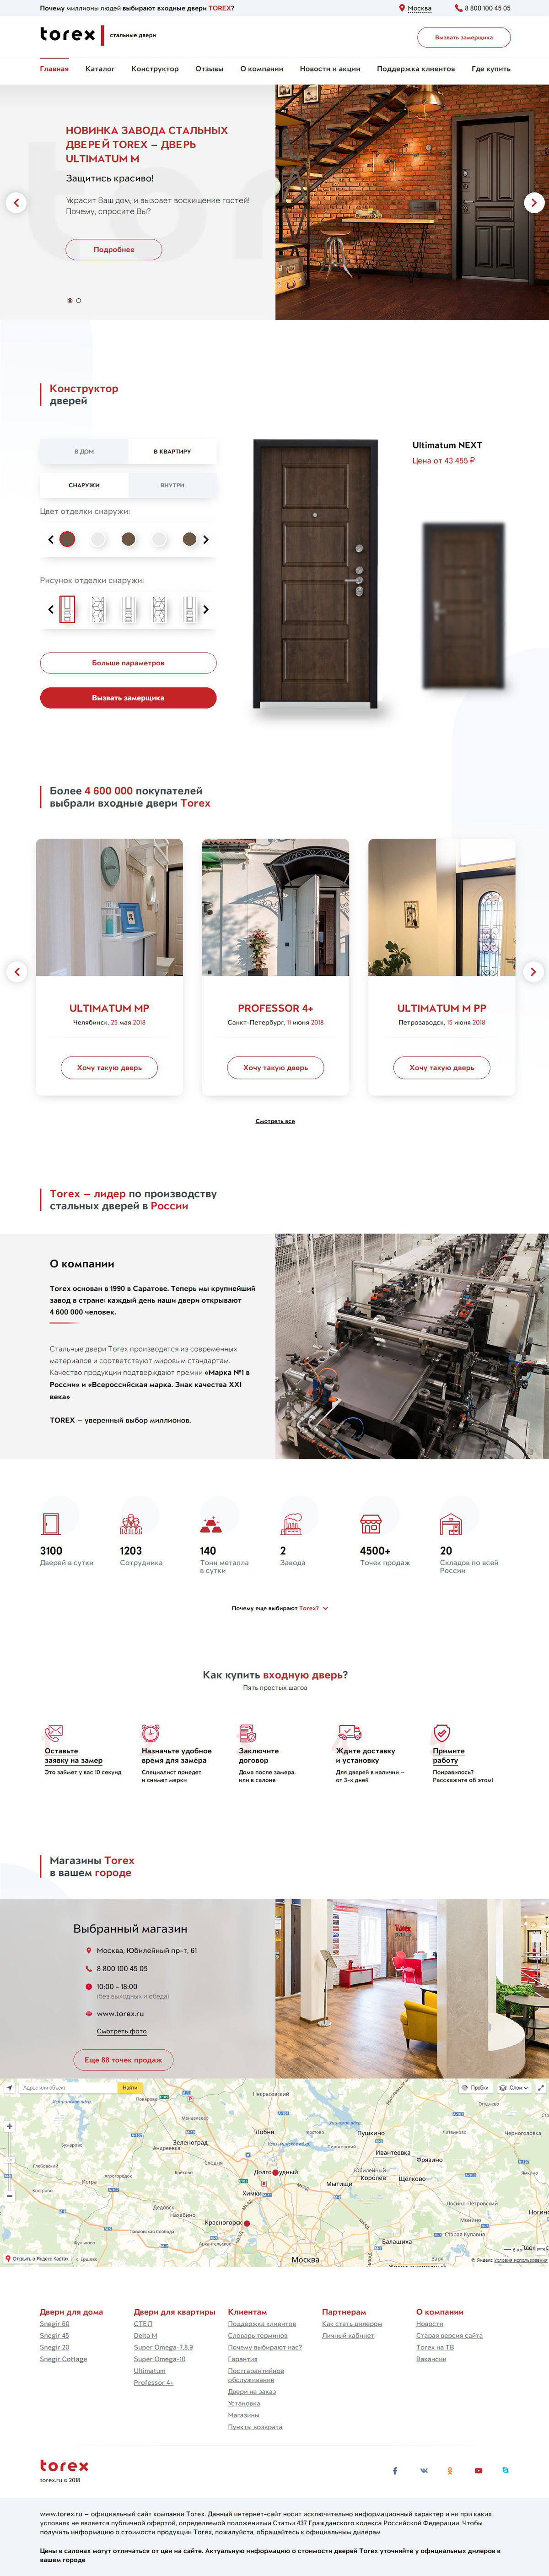 Почему миллионы людей выбирают входные двери TOREX?
Москва
8 800 100 45 05
torex
стальные двери
Вызвать замерщика
Главная
Каталог
Конструктор
Отзывы
О компании
Новости и акции
Поддержка клиентов
Где купить
НОВИНКА ЗАВОДА СТАЛЬНЫХ
ДВЕРЕЙ TOREX – ДВЕРЬ
ULTIMATUM M
Защитись красиво!
Украсит Ваш дом, и вызовет восхищение гостей!
Почему, спросите Вы?
Подробнее
Конструктор
дверей
В ДОМ
В КВАРТИРУ
СНАРУЖИ
ВНУТРИ
Цвет отделки снаружи:
Рисунок отделки снаружи:
Больше параметров
Вызвать замерщика
Ultimatum NEXT
Цена от 43 455 ₽
Более 4 600 000 покупателей
выбрали входные двери Torex
ULTIMATUM MP
Челябинск, 25 мая 2018
Хочу такую дверь
PROFESSOR 4+
Санкт-Петербург, 11 июня 2018
Хочу такую дверь
ULTIMATUM M PP
Петрозаводск, 15 июня 2018
Хочу такую дверь
Смотреть все
Torex – лидер по производству
стальных дверей в России
О компании
Torex основан в 1990 в Саратове. Теперь мы крупнейший
завод в стране: каждый день наши двери открывают
4 600 000 человек.
Стальные двери Torex производятся из современных
материалов и соответствуют мировым стандартам.
Качество продукции подтверждают премии «Марка №1 в
России» и «Всероссийская марка. Знак качества XXI
века».
TOREX – уверенный выбор миллионов.
3100
Дверей в сутки
1203
Сотрудника
140
Тонн металла
в сутки
2
Завода
4500+
Точек продаж
20
Складов по всей
России
Почему еще выбирают Torex?
Как купить входную дверь?
Пять простых шагов
Оставьте
заявку на замер
Это займет у вас 10 секунд
Назначьте удобное
время для замера
Специалист приедет
и снимет мерки
Заключите
договор
Дома после замера,
или в салоне
Ждите доставку
и установку
Для дверей в наличии –
от 3-х дней
Примите
работу
Понравилось?
Расскажите об этом!
Магазины Torex
в вашем городе
Выбранный магазин
Москва, Юбилейный пр-т, 61
8 800 100 45 05
10:00 - 18:00
(без выходных и обеда)
www.torex.ru
Смотреть фото
Еще 88 точек продаж
Адрес или объект
Найти
Пробки
Слои
Некрасовский
Поварово
Менделеево
Зеленоград
Андреевка
Лобня
Пушкино
Ивантеевка
Фрязино
Черноголовка
Сходня
Долгопрудный
Юбилейный
Королёв
Щёлково
Мытищи
Химки
Истра
Дедовск
Нахабино
Красногорск
Павловская Слобода
Лосино-Петровский
Монино
Старая Купавна
Балашиха
Москва
Открыть в Яндекс.Картах
© Яндекс Условия использования
Двери для дома
Snegir 60
Snegir 45
Snegir 20
Snegir Cottage
Двери для квартиры
СТЕЛ
Delta M
Super Omega-7,8,9
Super Omega-10
Ultimatum
Professor 4+
Клиентам
Поддержка клиентов
Словарь терминов
Почему выбирают нас?
Гарантия
Постгарантийное
обслуживание
Двери на заказ
Установка
Магазины
Пункты возврата
Партнерам
Как стать дилером
Личный кабинет
О компании
Новости
Старая версия сайта
Torex на ТВ
Вакансии
torex
torex.ru © 2018
www.torex.ru – официальный сайт компании Torex. Данный интернет-сайт носит исключительно информационный характер и ни при каких
условиях не является публичной офертой, определяемой положениями Статьи 437 Гражданского кодекса Российской Федерации. Чтобы
получить информацию о стоимости продукции Torex, пожалуйста, обращайтесь к официальным дилерам
Цены в салонах могут отличаться от цен на сайте. Актуальную информацию о стоимости дверей Torex уточняйте у официальных дилеров в
вашем городе